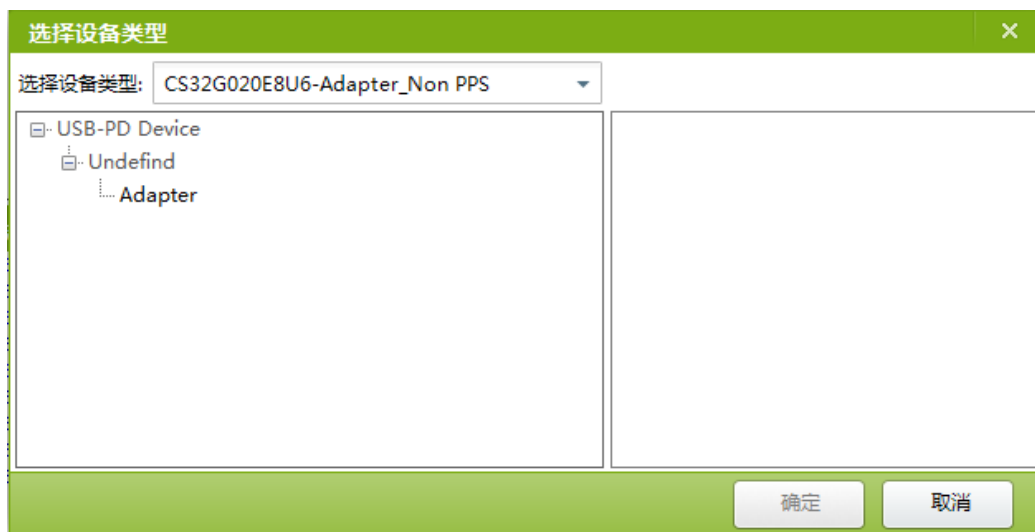 选择设备类型
选择设备类型: CS32G020E8U6-Adapter_Non PPS
USB-PD Device
Undefind
Adapter
确定 取消